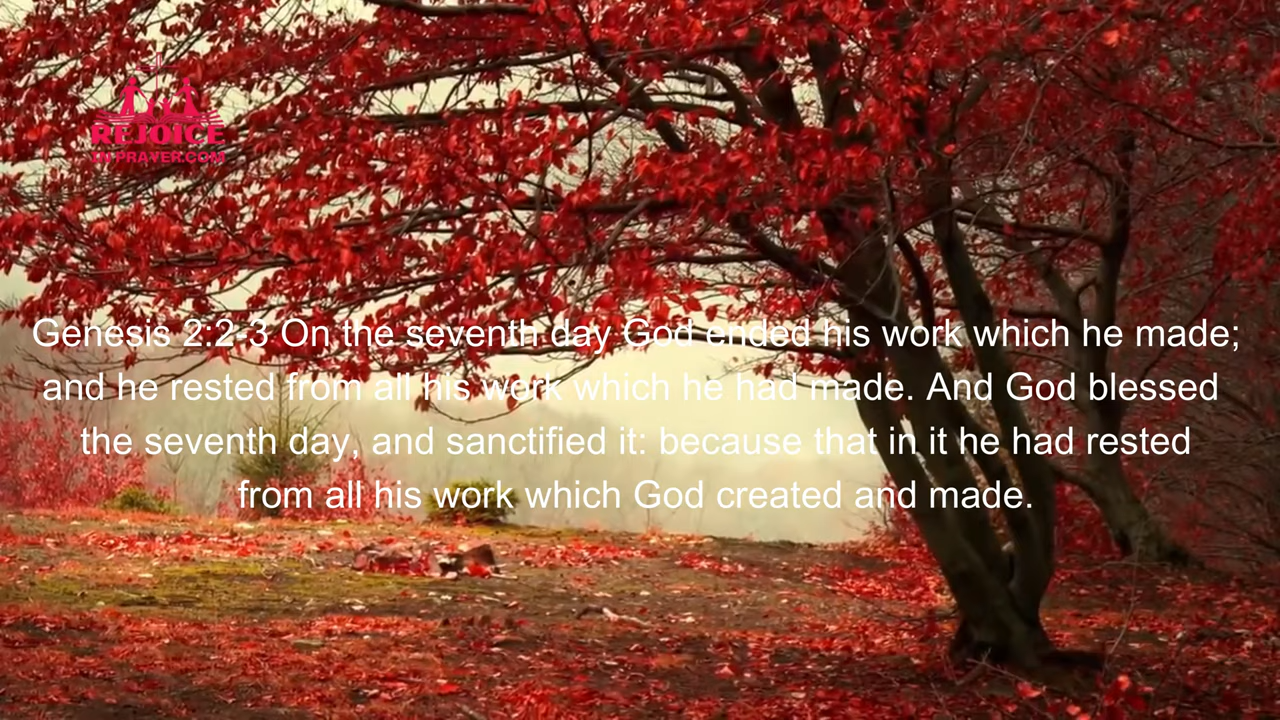 REJOICE
IN PRAYER.COM
Genesis 2:2-3 On the seventh day God ended his work which he made;
and he rested from all his work which he had made. And God blessed
the seventh day, and sanctified it: because that in it he had rested
from all his work which God created and made.